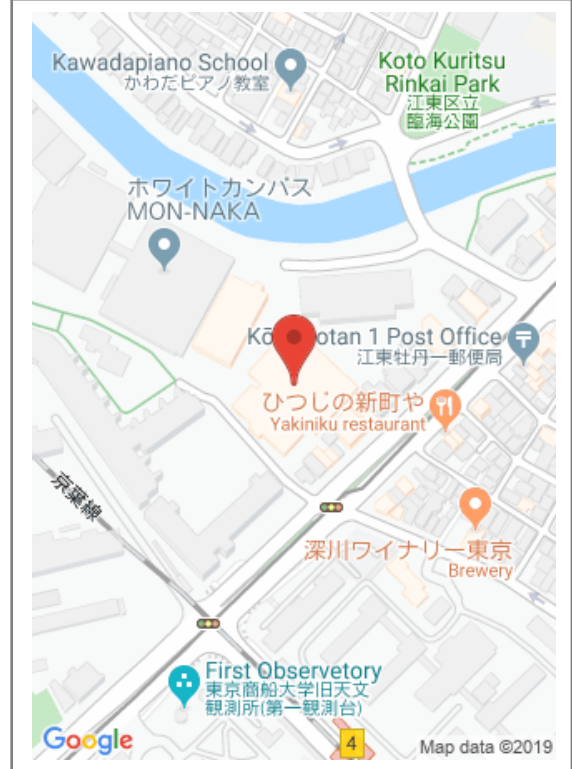 Kawadapiano School
かわだピアノ教室
Koto Kuritsu
Rinkai Park
江東区立
臨海公園
ホワイトカンパス
MON-NAKA
Kō otan 1 Post Office
江東牡丹一郵便局
ひつじの新町や
Yakiniku restaurant
京葉線
深川ワイナリー東京
Brewery
First Observetory
東京商船大学旧天文
観測所(第一観測台)
4
Google
Map data ©2019